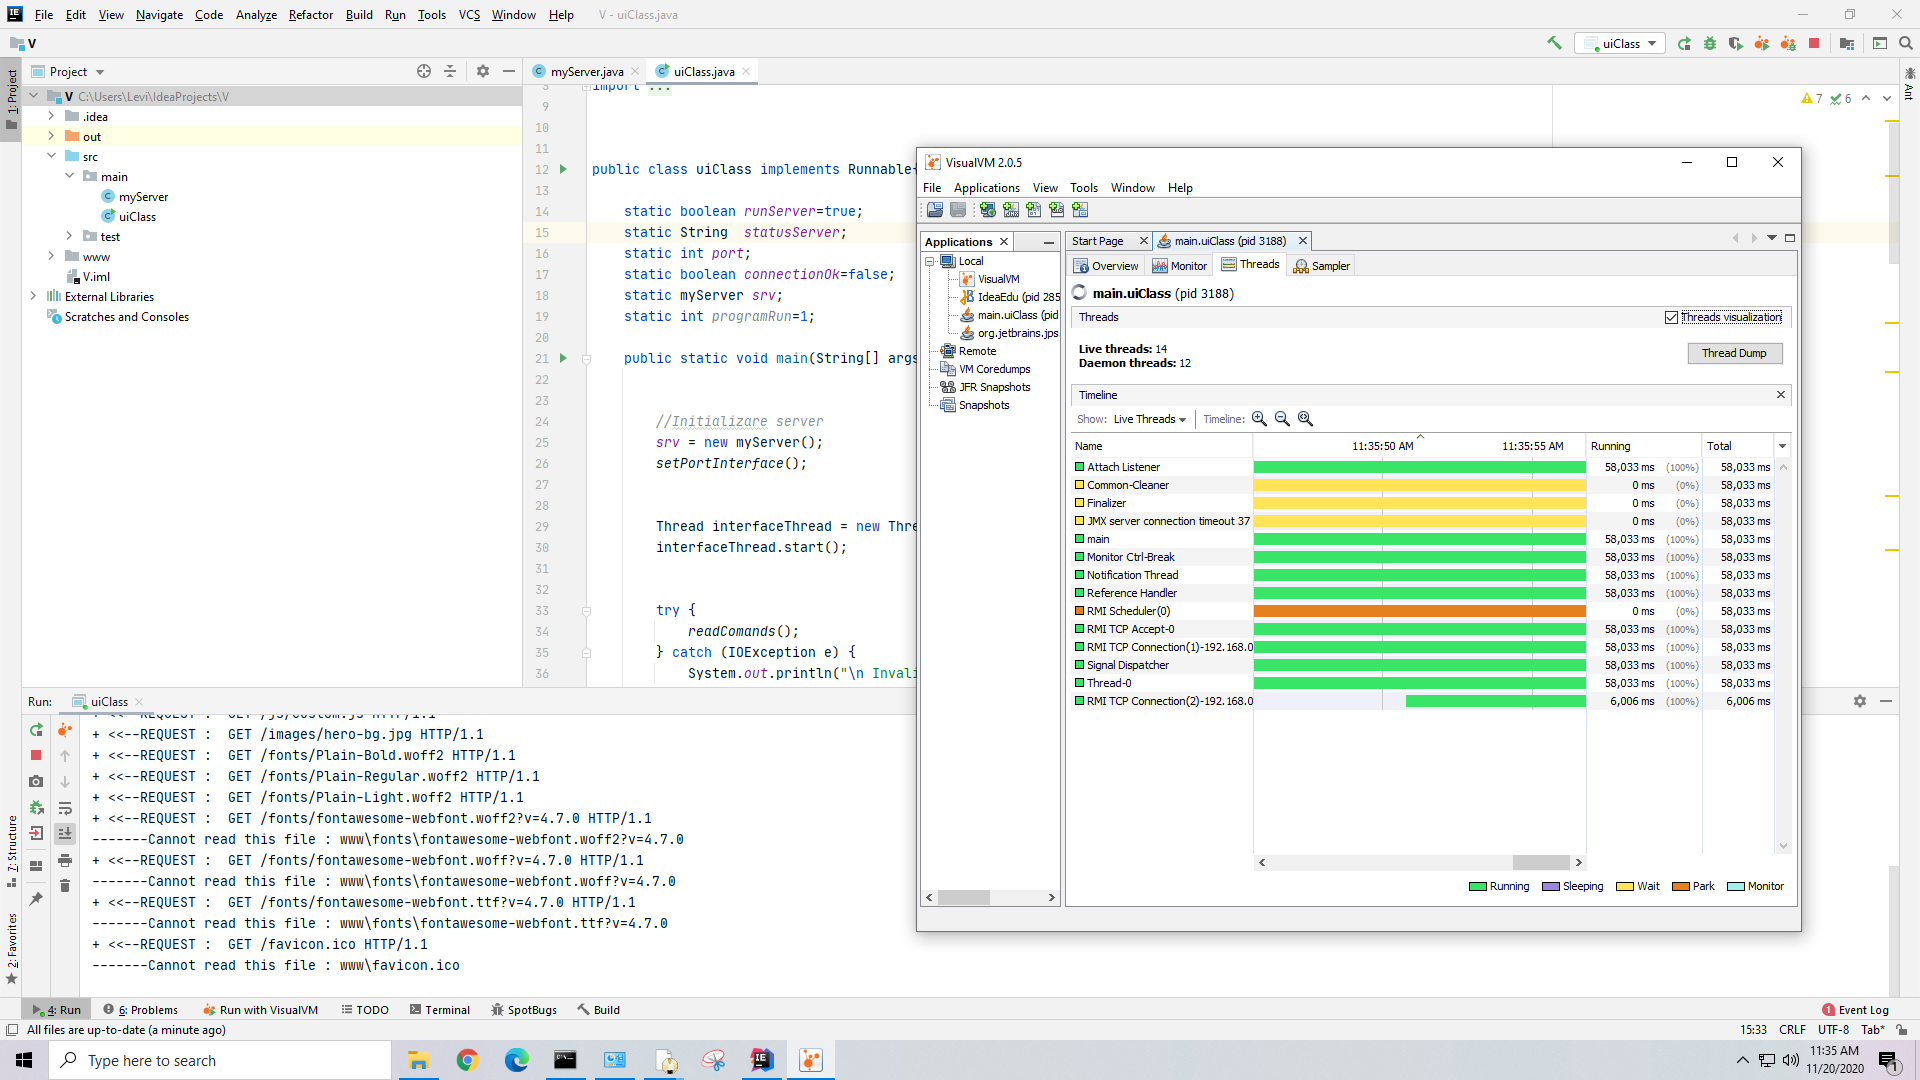 File Edit View Navigate Code Analyze Refactor Build Run Tools VCS Window Help V - uiClass.java
V
uiClass
1: Project
Project
V C:\Users\Levi\IdeaProjects\V
.idea
out
src
main
myServer
uiClass
test
www
V.iml
External Libraries
Scratches and Consoles
myServer.java
uiClass.java
Ant
7 6
8 import ...
9
10
11
12 public class uiClass implements Runnable{
13
14 static boolean runServer=true;
15 static String statusServer;
16 static int port;
17 static boolean connectionOk=false;
18 static myServer srv;
19 static int programRun=1;
20
21 public static void main(String[] args
22
23
24 //Initializare server
25 srv = new myServer();
26 setPortInterface();
27
28
29 Thread interfaceThread = new Thre
30 interfaceThread.start();
31
32
33 try {
34 readComands();
35 } catch (IOException e) {
36 System.out.println("\n Invali
VisualVM 2.0.5
File Applications View Tools Window Help
Applications
Local
VisualVM
IdeaEdu (pid 285
main.uiClass (pid
org.jetbrains.jps
Remote
VM Coredumps
JFR Snapshots
Snapshots
Start Page
main.uiClass (pid 3188)
Overview Monitor Threads Sampler
main.uiClass (pid 3188)
Threads
Threads visualization
Live threads: 14
Daemon threads: 12
Thread Dump
Timeline
Show: Live Threads Timeline:
Name 11:35:50 AM 11:35:55 AM Running Total
Attach Listener 58,033 ms (100%) 58,033 ms
Common-Cleaner 0 ms (0%) 58,033 ms
Finalizer 0 ms (0%) 58,033 ms
JMX server connection timeout 37 0 ms (0%) 58,033 ms
main 58,033 ms (100%) 58,033 ms
Monitor Ctrl-Break 58,033 ms (100%) 58,033 ms
Notification Thread 58,033 ms (100%) 58,033 ms
Reference Handler 58,033 ms (100%) 58,033 ms
RMI Scheduler(0) 0 ms (0%) 58,033 ms
RMI TCP Accept-0 58,033 ms (100%) 58,033 ms
RMI TCP Connection(1)-192.168.0 58,033 ms (100%) 58,033 ms
Signal Dispatcher 58,033 ms (100%) 58,033 ms
Thread-0 58,033 ms (100%) 58,033 ms
RMI TCP Connection(2)-192.168.0 6,006 ms (100%) 6,006 ms
Running Sleeping Wait Park Monitor
Run: uiClass
+ <<--REQUEST : GET /js/custom.js HTTP/1.1
+ <<--REQUEST : GET /images/hero-bg.jpg HTTP/1.1
+ <<--REQUEST : GET /fonts/Plain-Bold.woff2 HTTP/1.1
+ <<--REQUEST : GET /fonts/Plain-Regular.woff2 HTTP/1.1
+ <<--REQUEST : GET /fonts/Plain-Light.woff2 HTTP/1.1
+ <<--REQUEST : GET /fonts/fontawesome-webfont.woff2?v=4.7.0 HTTP/1.1
-------Cannot read this file : www\fonts\fontawesome-webfont.woff2?v=4.7.0
+ <<--REQUEST : GET /fonts/fontawesome-webfont.woff?v=4.7.0 HTTP/1.1
-------Cannot read this file : www\fonts\fontawesome-webfont.woff?v=4.7.0
+ <<--REQUEST : GET /fonts/fontawesome-webfont.ttf?v=4.7.0 HTTP/1.1
-------Cannot read this file : www\fonts\fontawesome-webfont.ttf?v=4.7.0
+ <<--REQUEST : GET /favicon.ico HTTP/1.1
-------Cannot read this file : www\favicon.ico
7: Structure
2: Favorites
4: Run 6: Problems Run with VisualVM TODO Terminal SpotBugs Build 1 Event Log
All files are up-to-date (a minute ago) 15:33 CRLF UTF-8 Tab*
Type here to search
11:35 AM
11/20/2020
1